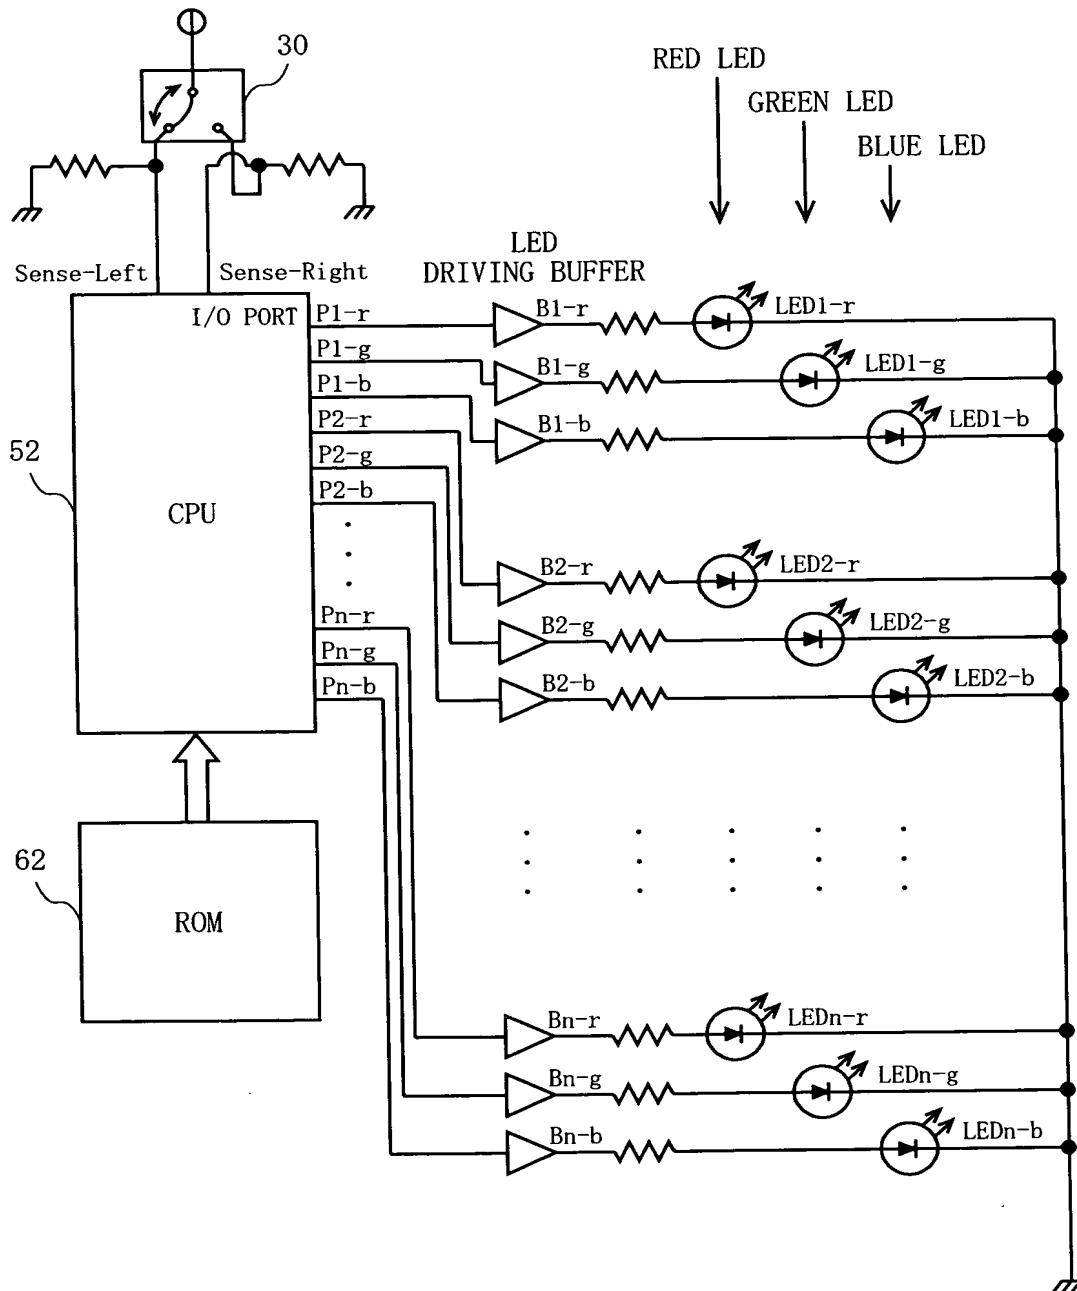 30
RED LED
GREEN LED
BLUE LED
LED
DRIVING BUFFER
Sense-Left
Sense-Right
I/O PORT
P1-r
P1-g
P1-b
P2-r
P2-g
P2-b
Pn-r
Pn-g
Pn-b
52
CPU
62
ROM
B1-r
LED1-r
B1-g
LED1-g
B1-b
LED1-b
B2-r
LED2-r
B2-g
LED2-g
B2-b
LED2-b
Bn-r
LEDn-r
Bn-g
LEDn-g
Bn-b
LEDn-b